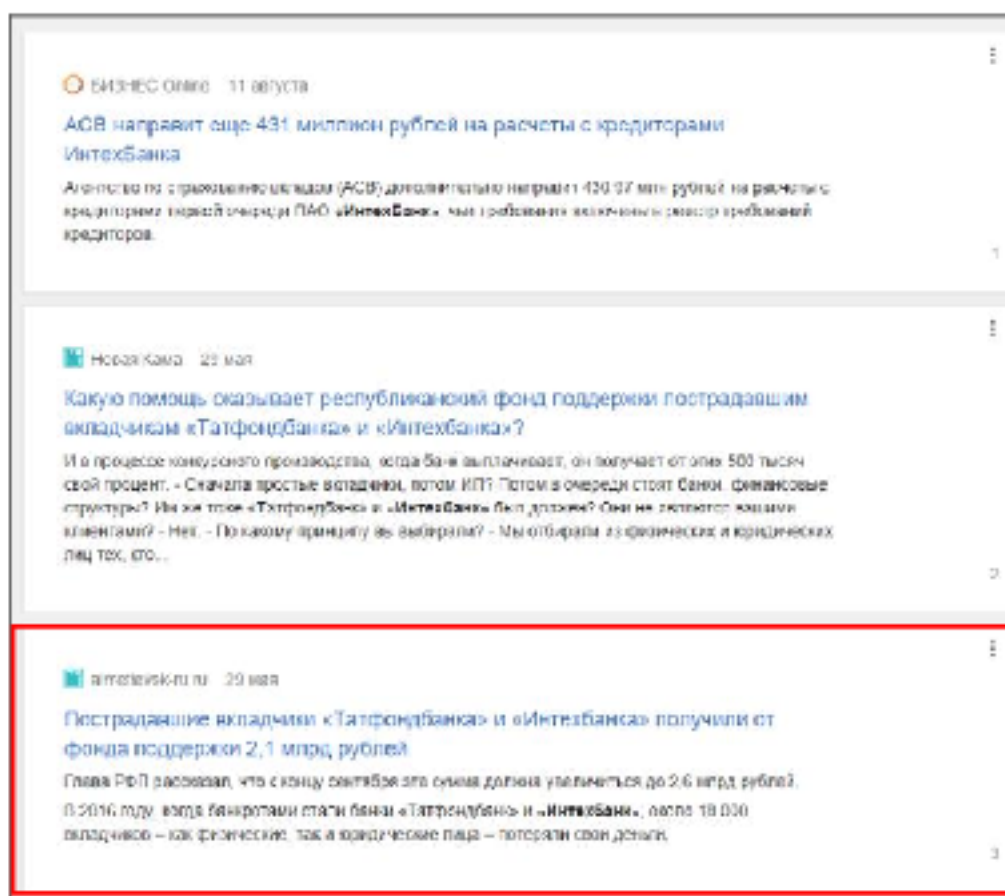 БИЗНЕС Online 11 августа
АСВ направит еще 431 миллион рублей на расчеты с кредиторами
ИнтехБанка
Агентство по страхованию вкладов (АСВ) дополнительно направит 430,97 млн рублей на расчеты с
кредиторами первой очереди ПАО «ИнтехБанк», чьи требования включены в реестр требований
кредиторов.
1
Новая Кама 29 мая
Какую помощь оказывает республиканский фонд поддержки пострадавшим
вкладчикам «Татфондбанка» и «Интехбанка»?
И в процессе конкурсного производства, когда банк выплачивает, он получает от этих 500 тысяч
свой процент. - Сначала простые вкладчики, потом ИП? Потом в очереди стоят банки, финансовые
структуры? Им же тоже «Татфондбанк» и «ИнтехБанк» был должен? Они не являются вашими
клиентами? - Нет. - По какому принципу вы выбирали? - Мы отбирали из физических и юридических
лиц тех, кто...
2
almetievsk-ru.ru 29 мая
Пострадавшие вкладчики «Татфондбанка» и «Интехбанка» получили от
фонда поддержки 2,1 млрд рублей
Глава РФП рассказал, что к концу сентября эта сумма должна увеличиться до 2,6 млрд рублей.
В 2016 году, когда банкротами стали банки «Татфондбанк» и «ИнтехБанк», около 18 000
вкладчиков – как физические, так и юридические лица – потеряли свои деньги.
3